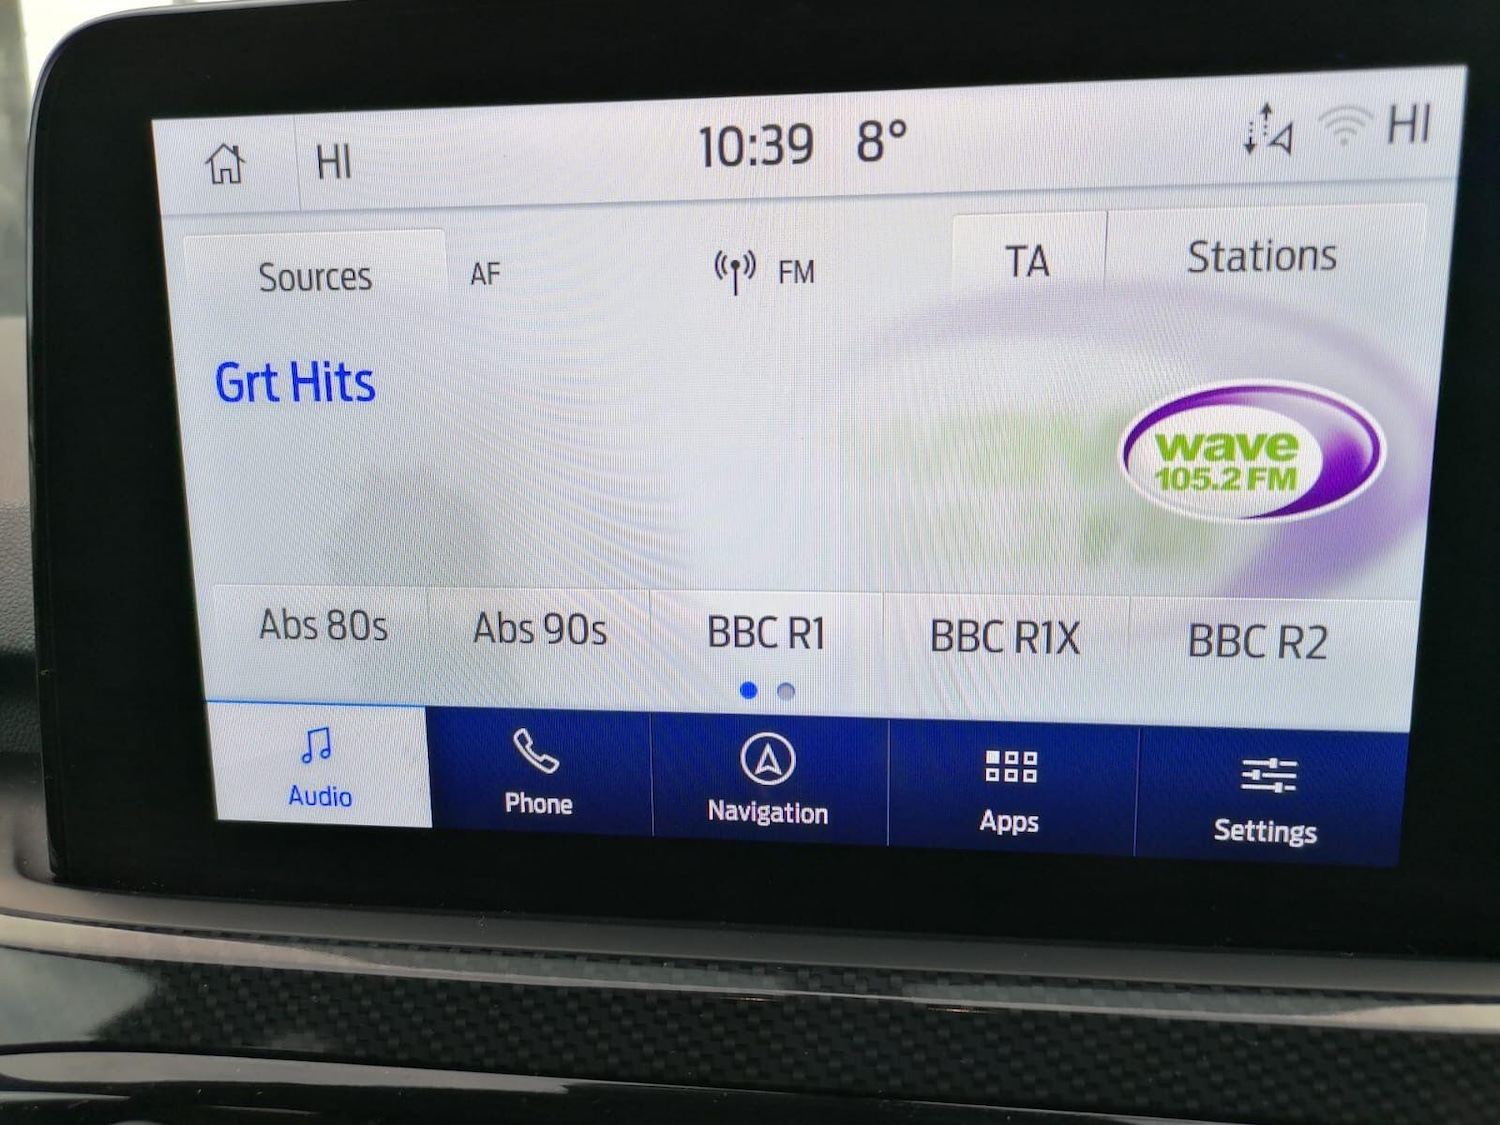 HI 10:39 8° HI
Sources AF FM TA Stations
Grt Hits
wave
105.2 FM
Abs 80s Abs 90s BBC R1 BBC R1X BBC R2
Audio Phone Navigation Apps Settings